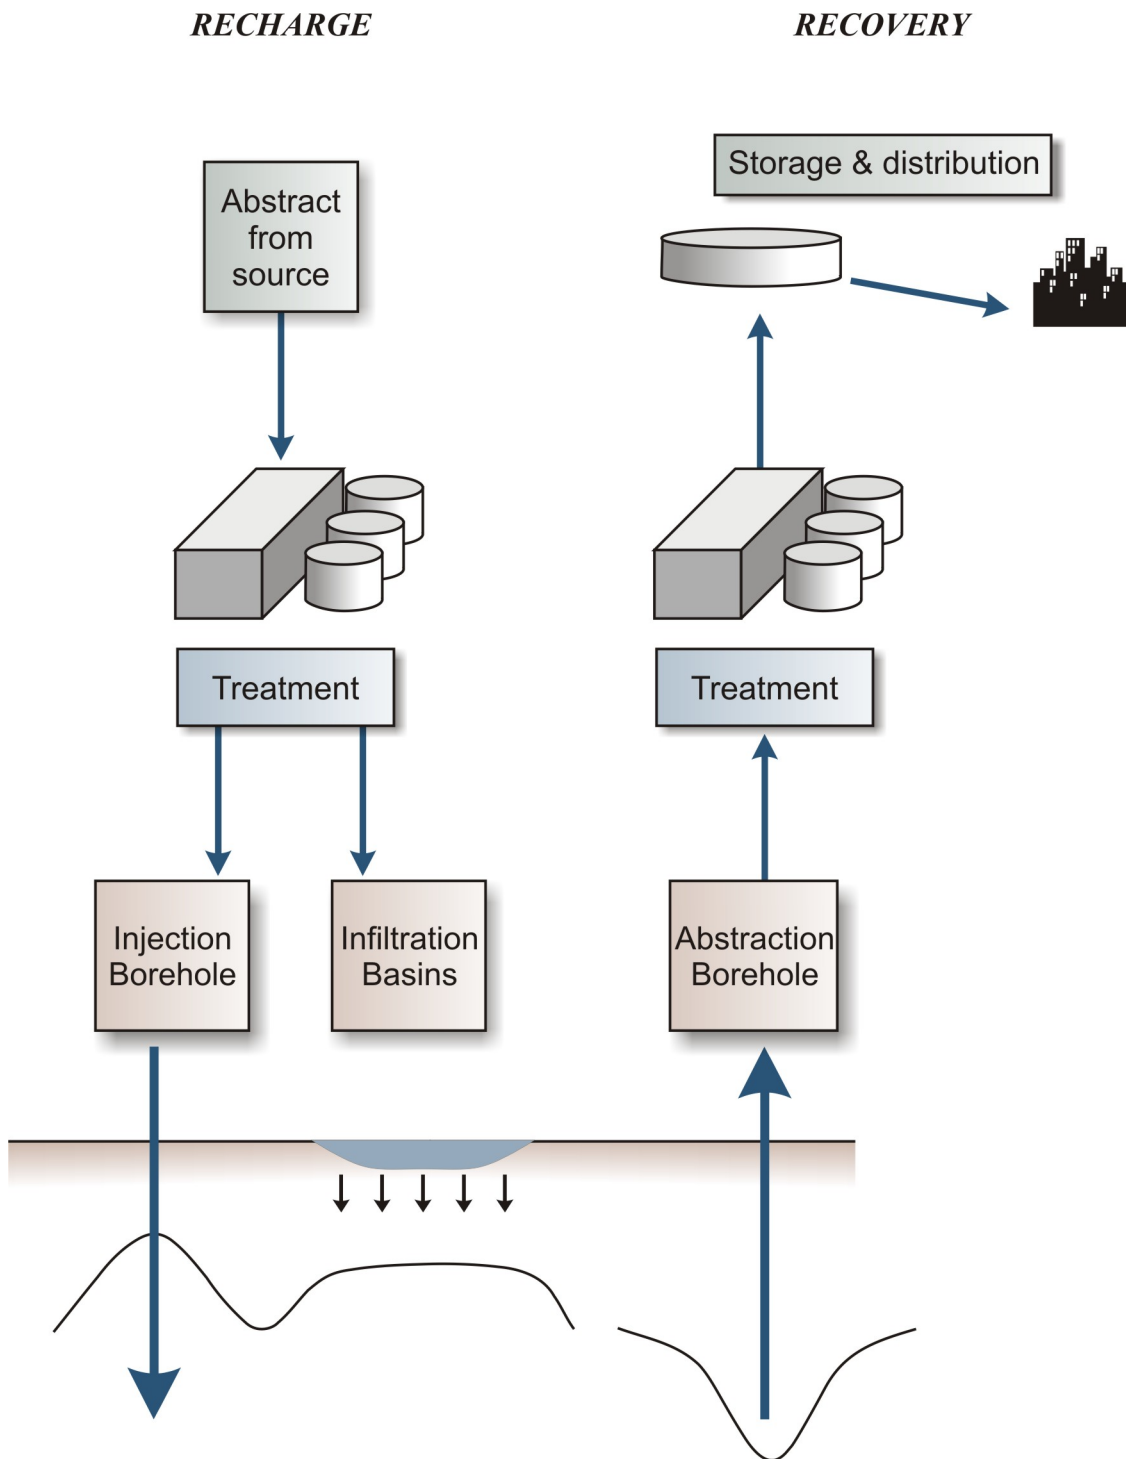 RECHARGE
RECOVERY
Storage & distribution
Abstract
from
source
Treatment
Treatment
Injection
Borehole
Infiltration
Basins
Abstraction
Borehole